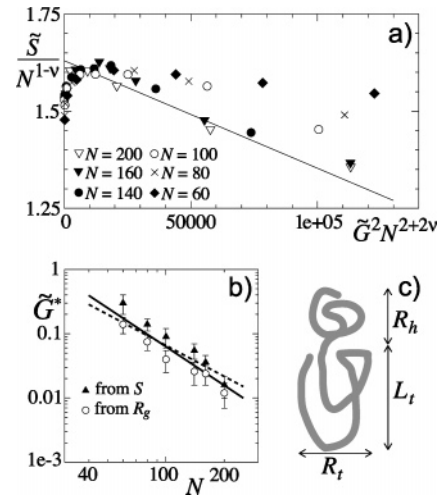 a)
S̃
N^{1-ν}
1.75
1.5
1.25
▽ N = 200 ○ N = 100
▼ N = 160 × N = 80
● N = 140 ◆ N = 60
0 50000 1e+05 G̃²N^{2+2ν}
b)
G̃*
1
0.1
0.01
1e-3
▲ from S
○ from R_g
40 100 200
N
c)
R_h
L_t
R_t